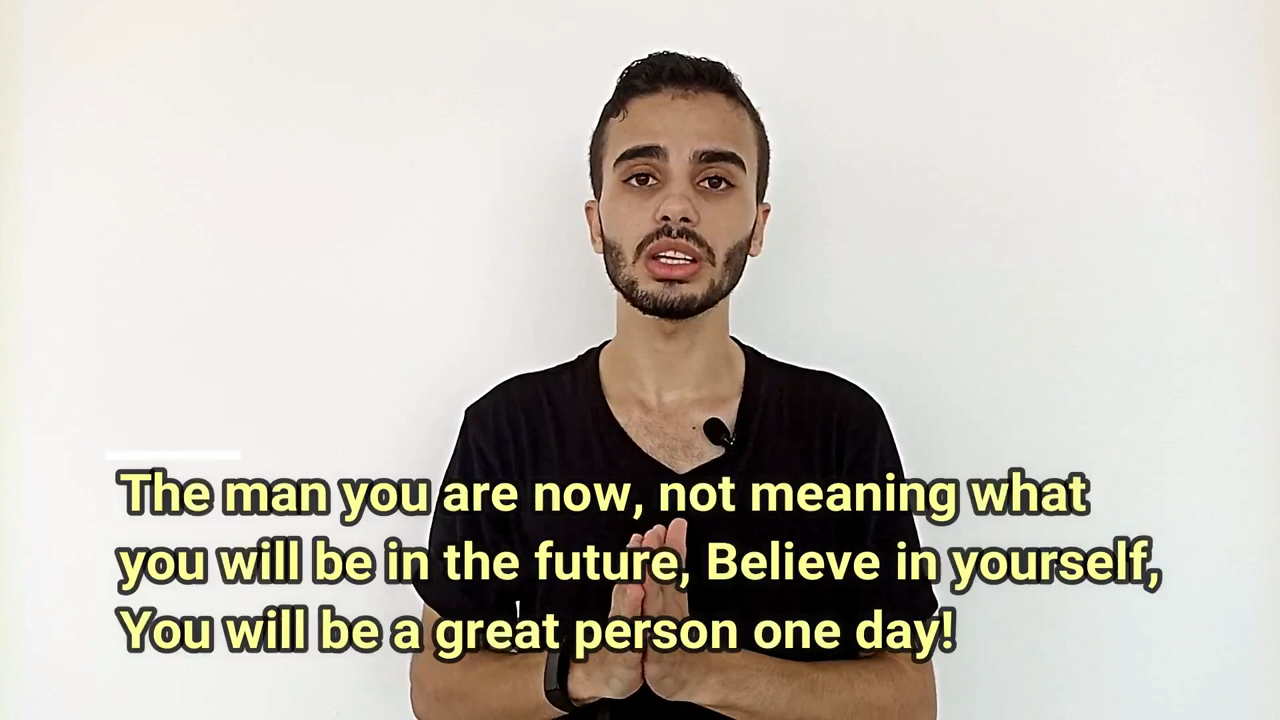 The man you are now, not meaning what
you will be in the future, Believe in yourself,
You will be a great person one day!